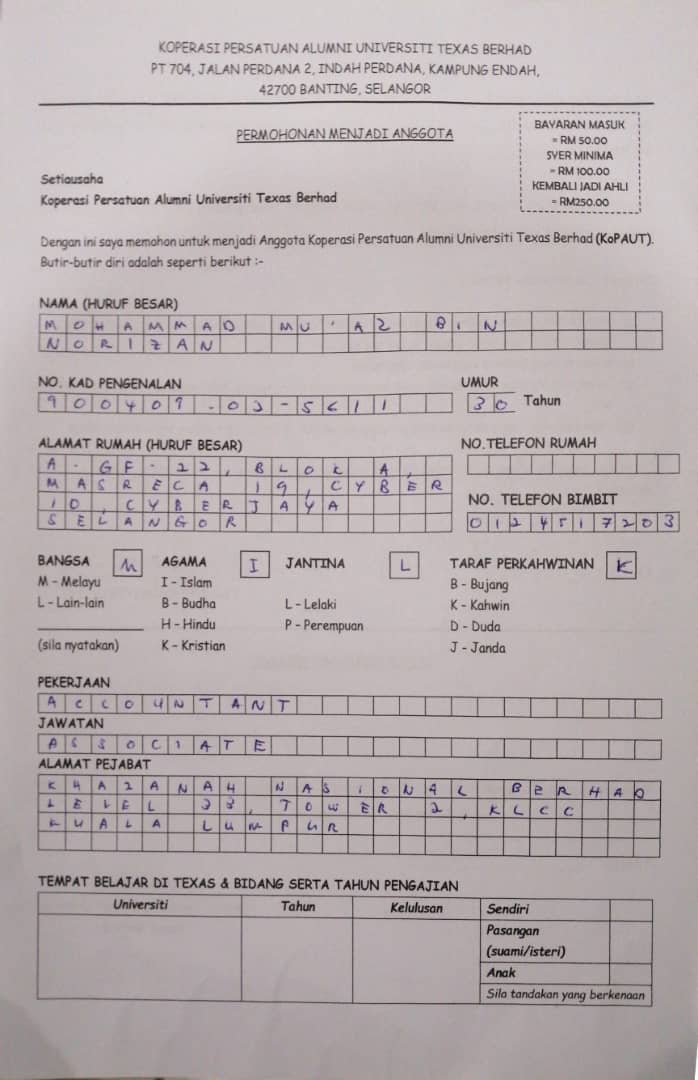 KOPERASI PERSATUAN ALUMNI UNIVERSITI TEXAS BERHAD
PT 704, JALAN PERDANA 2, INDAH PERDANA, KAMPUNG ENDAH,
42700 BANTING, SELANGOR
PERMOHONAN MENJADI ANGGOTA
BAYARAN MASUK
= RM 50.00
SYER MINIMA
= RM 100.00
KEMBALI JADI AHLI
= RM250.00
Setiausaha
Koperasi Persatuan Alumni Universiti Texas Berhad
Dengan ini saya memohon untuk menjadi Anggota Koperasi Persatuan Alumni Universiti Texas Berhad (KoPAUT).
Butir-butir diri adalah seperti berikut :-
NAMA (HURUF BESAR)
MOHAMMAD MU'AZ BIN
NORIZAN
NO. KAD PENGENALAN
UMUR
30 Tahun
ALAMAT RUMAH (HURUF BESAR)
NO.TELEFON RUMAH
A-GF-22, BLOK A,
MASRECA 19, CYBER
10, CYBERJAYA
SELANGOR
NO. TELEFON BIMBIT
0124517203
BANGSA M AGAMA I JANTINA L TARAF PERKAHWINAN K
M - Melayu I - Islam B - Bujang
L - Lain-lain B - Budha L - Lelaki K - Kahwin
H - Hindu P - Perempuan D - Duda
(sila nyatakan) K - Kristian J - Janda
PEKERJAAN
ACCOUNTANT
JAWATAN
ASSOCIATE
ALAMAT PEJABAT
KHAZANAH NASIONAL BERHAD
LEVEL 33, TOWER 2, KLCC
KUALA LUMPUR
TEMPAT BELAJAR DI TEXAS & BIDANG SERTA TAHUN PENGAJIAN
Universiti Tahun Kelulusan Sendiri
Pasangan
(suami/isteri)
Anak
Sila tandakan yang berkenaan